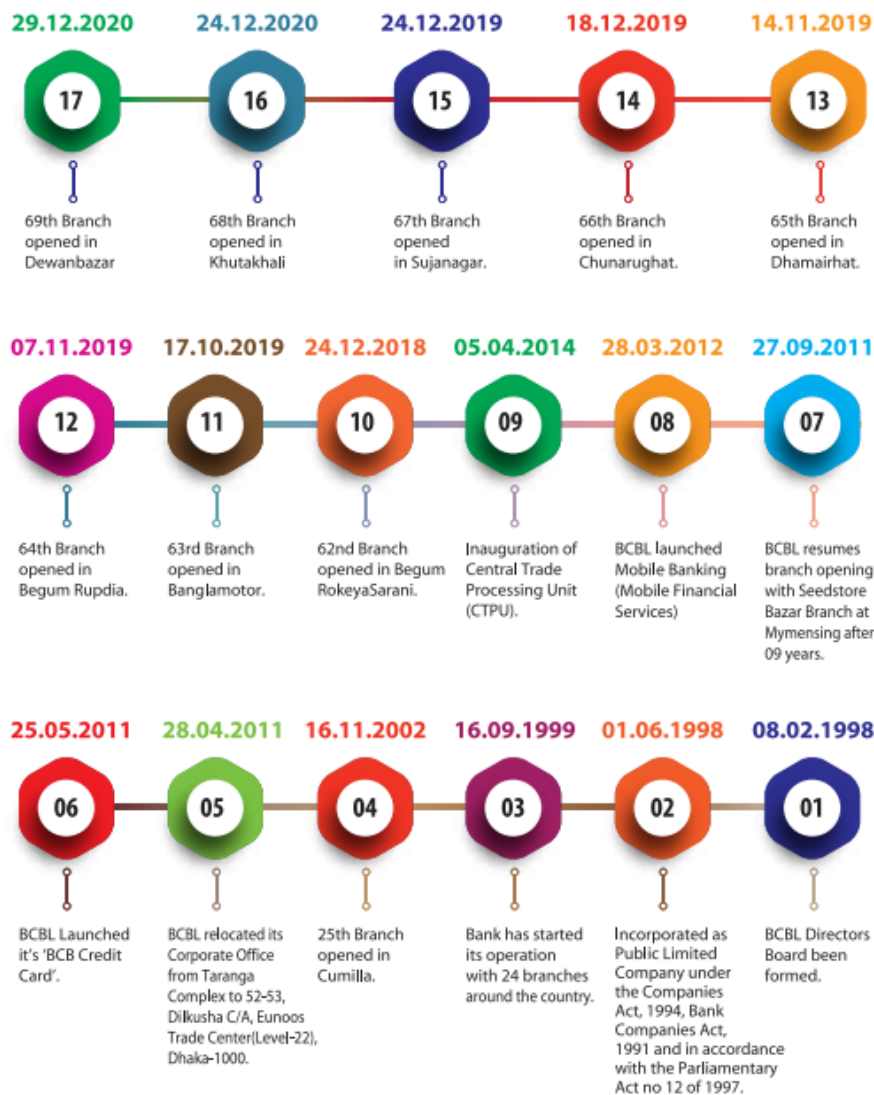 29.12.2020
24.12.2020
24.12.2019
18.12.2019
14.11.2019
17
16
15
14
13
69th Branch
opened in
Dewanbazar
68th Branch
opened in
Khutakhali
67th Branch
opened
in Sujanagar.
66th Branch
opened in
Chunarughat.
65th Branch
opened in
Dhamairhat.
07.11.2019
17.10.2019
24.12.2018
05.04.2014
28.03.2012
27.09.2011
12
11
10
09
08
07
64th Branch
opened in
Begum Rupdia.
63rd Branch
opened in
Banglamotor.
62nd Branch
opened in Begum
RokeyaSarani.
Inauguration of
Central Trade
Processing Unit
(CTPU).
BCBL launched
Mobile Banking
(Mobile Financial
Services)
BCBL resumes
branch opening
with Seedstore
Bazar Branch at
Mymensing after
09 years.
25.05.2011
28.04.2011
16.11.2002
16.09.1999
01.06.1998
08.02.1998
06
05
04
03
02
01
BCBL Launched
it's 'BCB Credit
Card'.
BCBL relocated its
Corporate Office
from Taranga
Complex to 52-53,
Dilkusha C/A, Eunoos
Trade Center(Level-22),
Dhaka-1000.
25th Branch
opened in
Cumilla.
Bank has started
its operation
with 24 branches
around the country.
Incorporated as
Public Limited
Company under
the Companies
Act, 1994, Bank
Companies Act,
1991 and in accordance
with the Parliamentary
Act no 12 of 1997.
BCBL Directors
Board been
formed.